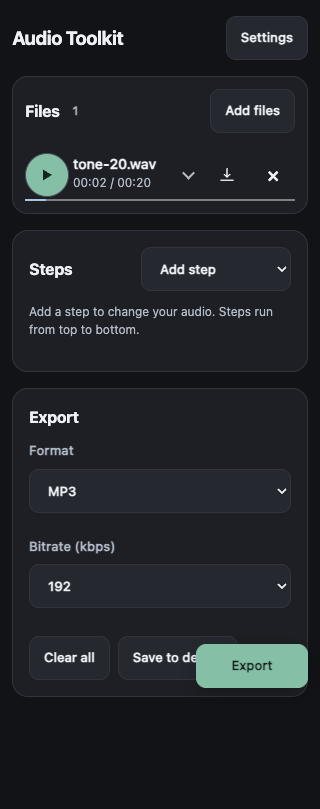 Audio Toolkit
Settings
Files 1
Add files
tone-20.wav
00:02 / 00:20
Steps
Add step
Add a step to change your audio. Steps run
from top to bottom.
Export
Format
MP3
Bitrate (kbps)
192
Clear all
Save to de
Export